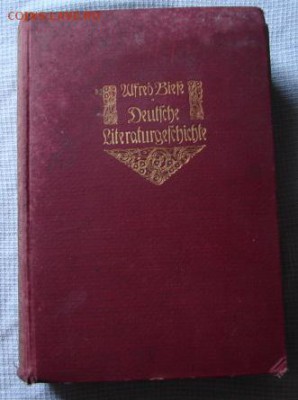 Alfred Biese
Deutsche
Literaturgeschichte